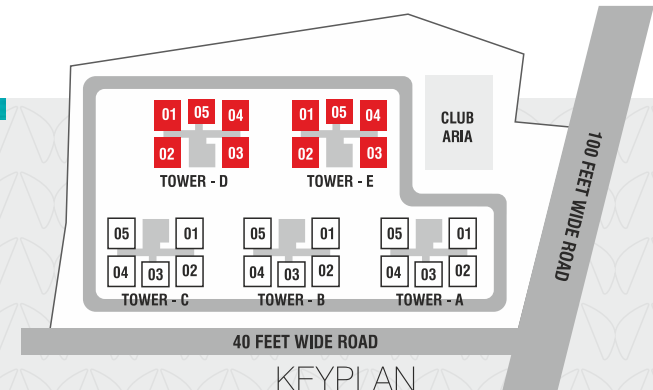 01 05 04
02 03
TOWER - D
01 05 04
02 03
TOWER - E
CLUB
ARIA
100 FEET WIDE ROAD
05 01
04 03 02
TOWER - C
05 01
04 03 02
TOWER - B
05 01
04 03 02
TOWER - A
40 FEET WIDE ROAD
KEYPLAN